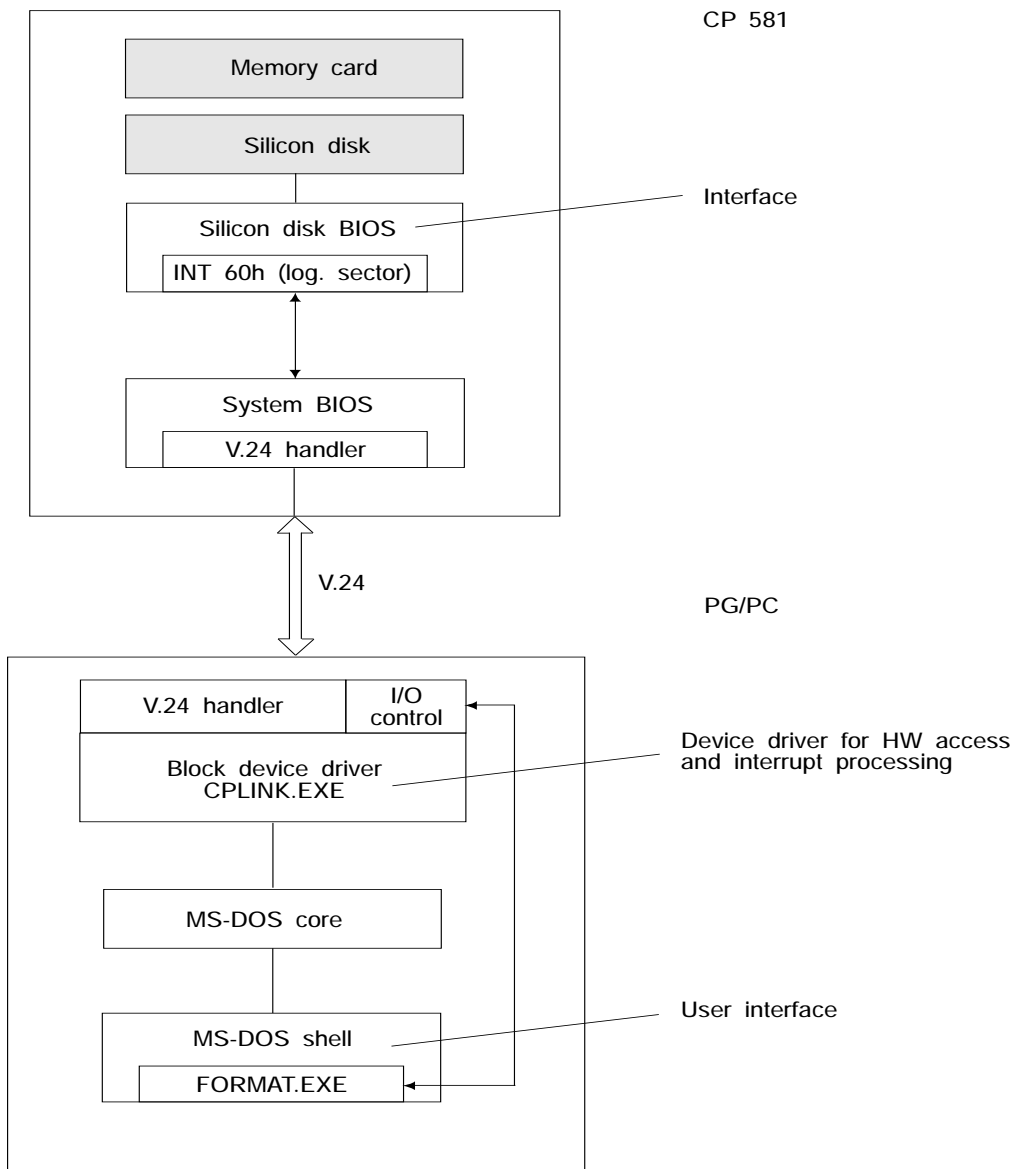 CP 581
Memory card
Silicon disk
Interface
Silicon disk BIOS
INT 60h (log. sector)
System BIOS
V.24 handler
V.24
PG/PC
V.24 handler
I/O
control
Device driver for HW access
and interrupt processing
Block device driver
CPLINK.EXE
MS-DOS core
User interface
MS-DOS shell
FORMAT.EXE